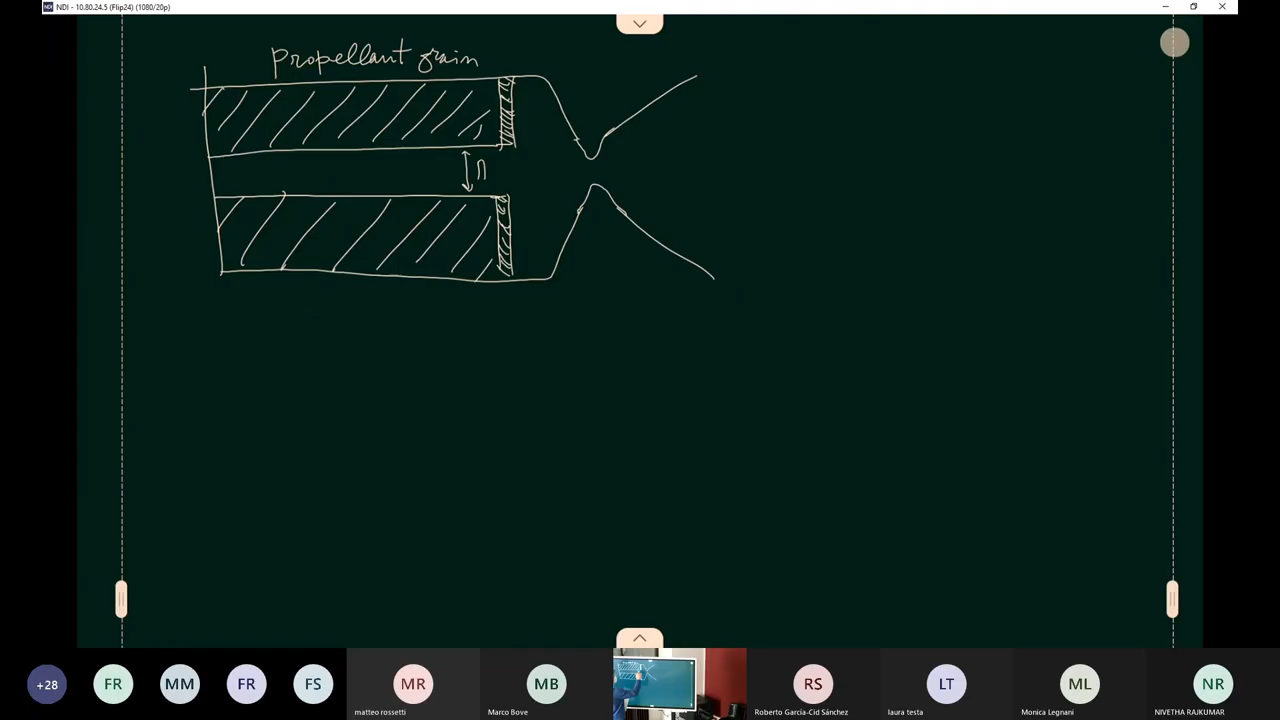 NDI - 10.80.24.5 (Flip24) (1080/20p)
Propellant grain
+28
FR
MM
FR
FS
MR
matteo rossetti
MB
Marco Bove
RS
Roberto García-Cid Sánchez
LT
laura testa
ML
Monica Legnani
NR
NIVETHA RAJKUMAR